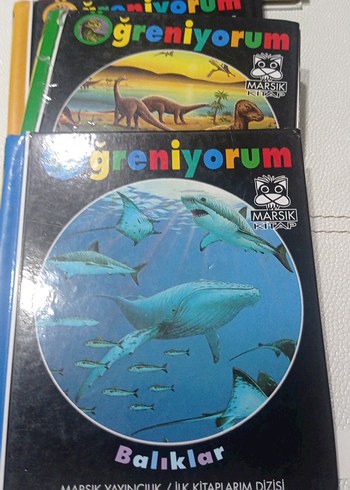 Öğreniyorum
Öğreniyorum
MARSIK
KİTAP
Öğreniyorum
MARSIK
KİTAP
Balıklar
MARSIK YAYINCILIK / İLK KİTAPLARIM DİZİSİ